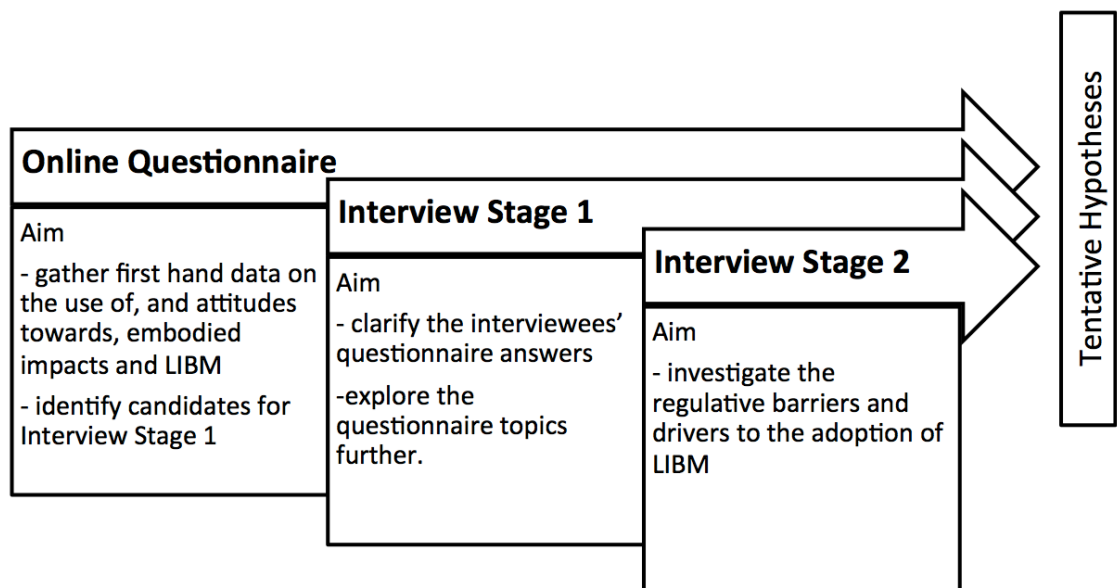 Online Questionnaire
Aim
- gather first hand data on
the use of, and attitudes
towards, embodied
impacts and LIBM
- identify candidates for
Interview Stage 1
Interview Stage 1
Aim
- clarify the interviewees’
questionnaire answers
-explore the
questionnaire topics
further.
Interview Stage 2
Aim
- investigate the
regulative barriers and
drivers to the adoption of
LIBM
Tentative Hypotheses